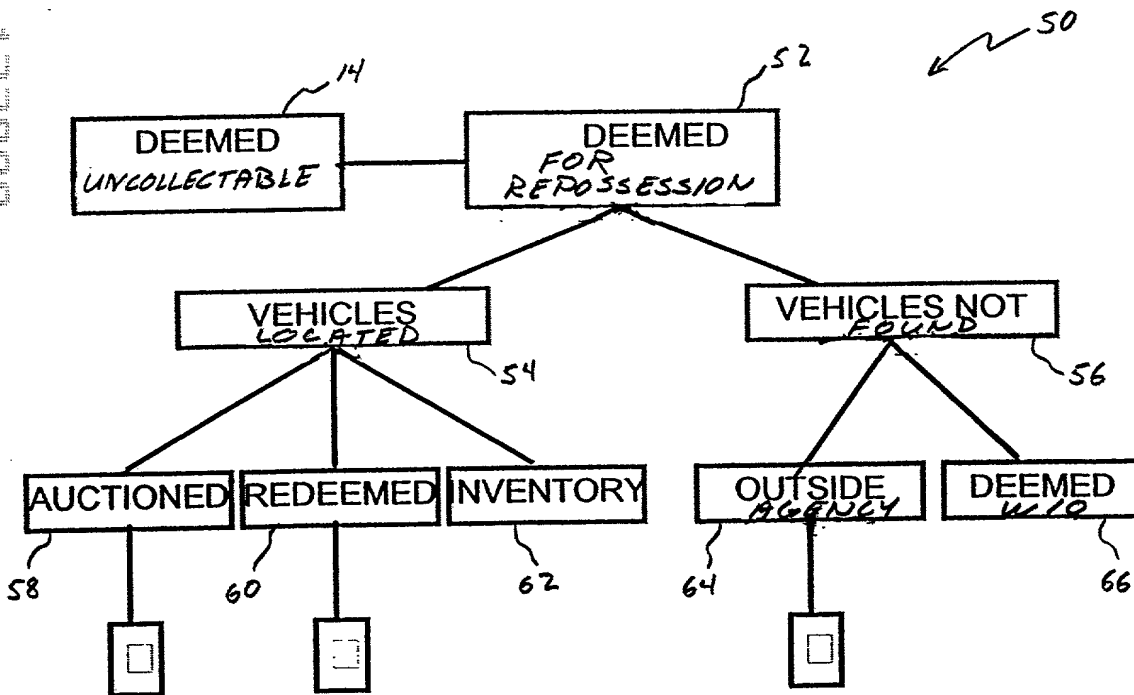 50
14
52
DEEMED
UNCOLLECTABLE
DEEMED
FOR
REPOSSESSION
VEHICLES
LOCATED
54
VEHICLES NOT
FOUND
56
AUCTIONED
REDEEMED
INVENTORY
OUTSIDE
AGENCY
DEEMED
W/O
58
60
62
64
66